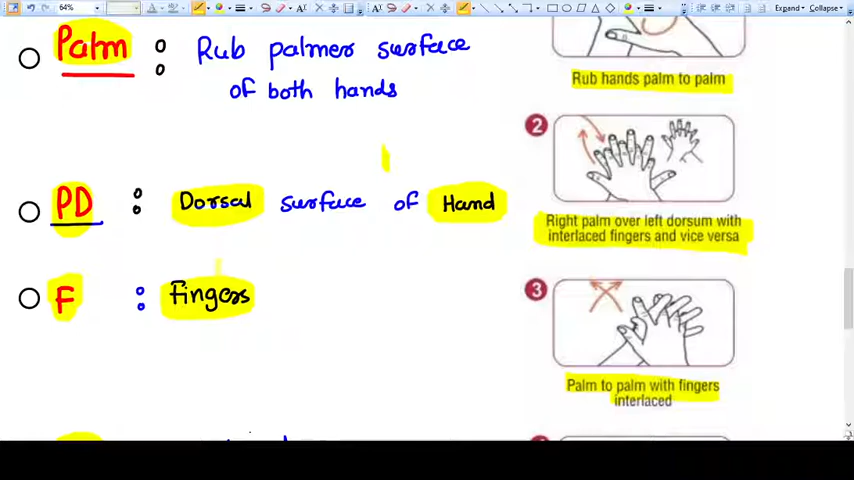 64%
Expand
Collapse
Palm : Rub palmer surface
of both hands
PD : Dorsal surface of Hand
F : Fingers
Rub hands palm to palm
2
Right palm over left dorsum with
interlaced fingers and vice versa
3
Palm to palm with fingers
interlaced